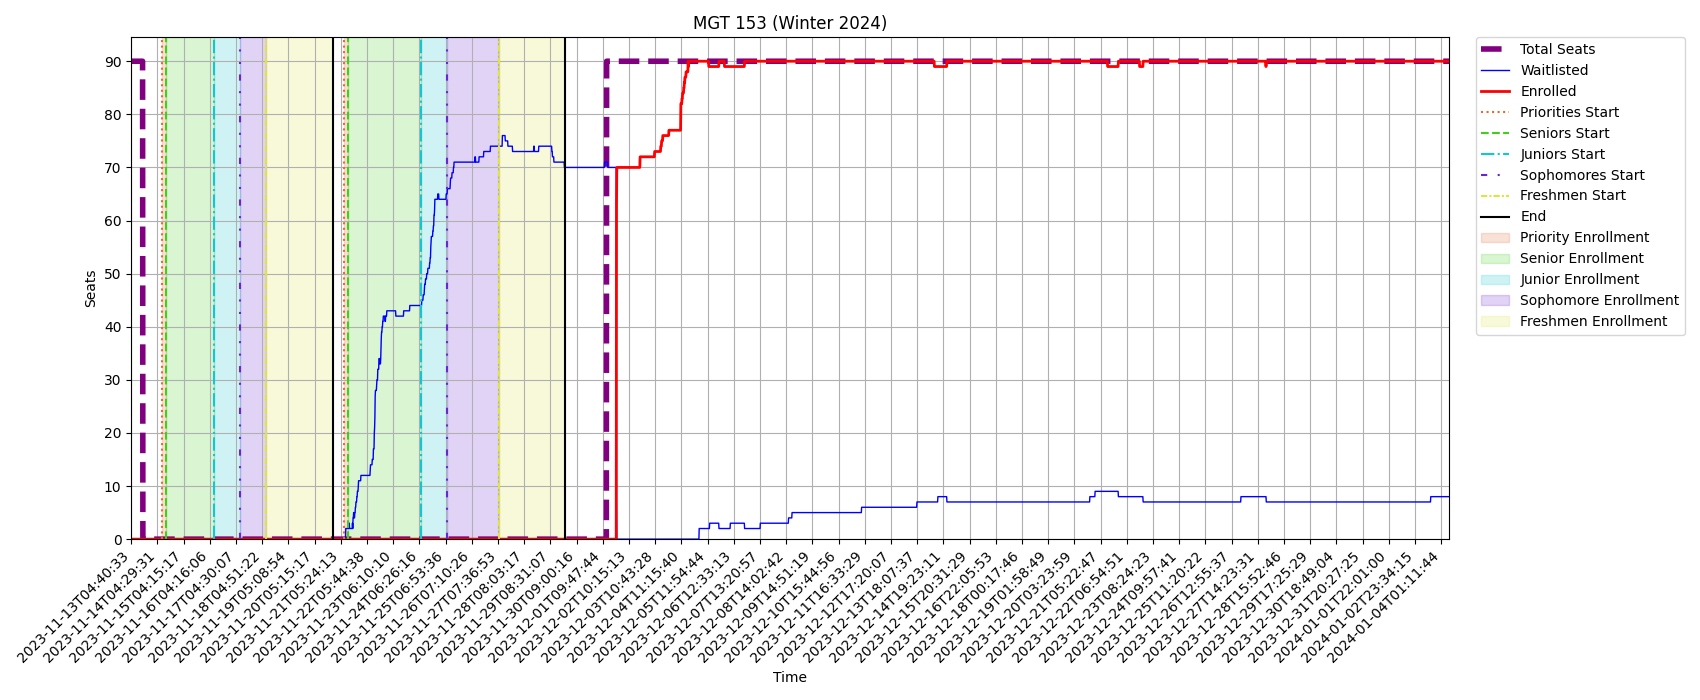 MGT 153 (Winter 2024)
Seats
90
80
70
60
50
40
30
20
10
0
2023-11-13T04:40:33
2023-11-14T04:29:31
2023-11-15T04:15:17
2023-11-16T04:16:06
2023-11-17T04:30:07
2023-11-18T04:51:22
2023-11-19T05:08:54
2023-11-20T05:15:17
2023-11-21T05:24:13
2023-11-22T05:44:38
2023-11-23T06:10:10
2023-11-24T06:26:16
2023-11-25T06:53:36
2023-11-26T07:10:26
2023-11-27T07:36:53
2023-11-28T08:03:17
2023-11-29T08:31:07
2023-11-30T09:00:16
2023-12-01T09:47:44
2023-12-02T10:15:12
2023-12-03T10:43:28
2023-12-04T11:15:40
2023-12-05T11:54:44
2023-12-06T12:33:13
2023-12-07T13:20:57
2023-12-08T14:02:42
2023-12-09T14:51:19
2023-12-10T15:44:56
2023-12-11T16:33:29
2023-12-12T17:20:07
2023-12-13T18:07:37
2023-12-14T19:23:11
2023-12-15T20:31:29
2023-12-16T22:05:53
2023-12-18T00:17:46
2023-12-19T01:58:49
2023-12-20T03:23:59
2023-12-21T05:22:47
2023-12-22T06:54:51
2023-12-23T08:24:23
2023-12-24T09:57:41
2023-12-25T11:20:22
2023-12-26T12:55:37
2023-12-27T14:23:31
2023-12-28T15:52:46
2023-12-29T17:25:29
2023-12-30T18:49:04
2023-12-31T20:27:25
2024-01-01T22:01:00
2024-01-02T23:34:15
2024-01-04T01:11:44
Time
Total Seats
Waitlisted
Enrolled
Priorities Start
Seniors Start
Juniors Start
Sophomores Start
Freshmen Start
End
Priority Enrollment
Senior Enrollment
Junior Enrollment
Sophomore Enrollment
Freshmen Enrollment